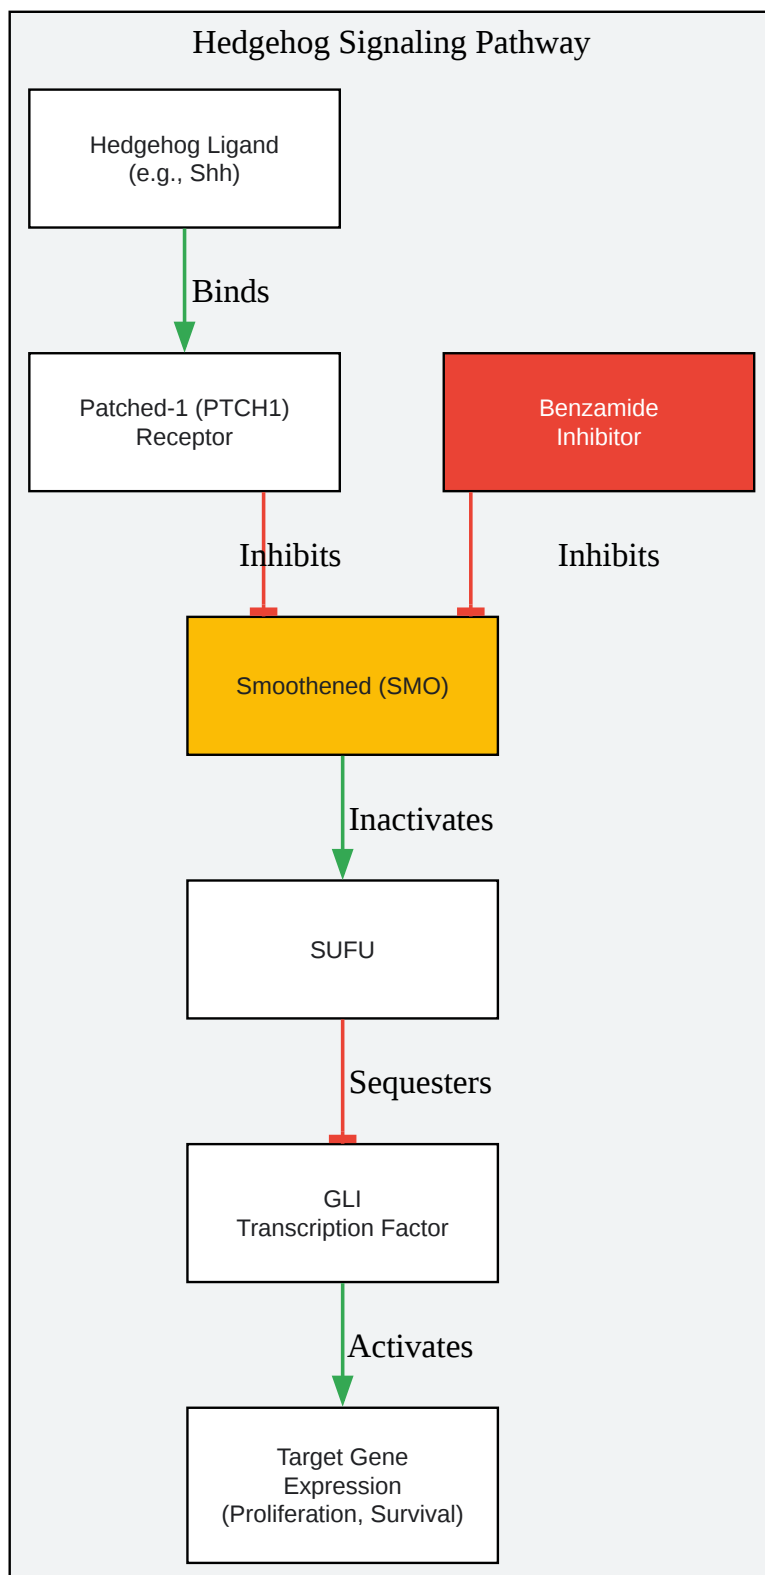 Hedgehog Signaling Pathway
Hedgehog Ligand
(e.g., Shh)
Binds
Patched-1 (PTCH1)
Receptor
Benzamide
Inhibitor
Inhibits
Inhibits
Smoothened (SMO)
Inactivates
SUFU
Sequesters
GLI
Transcription Factor
Activates
Target Gene
Expression
(Proliferation, Survival)